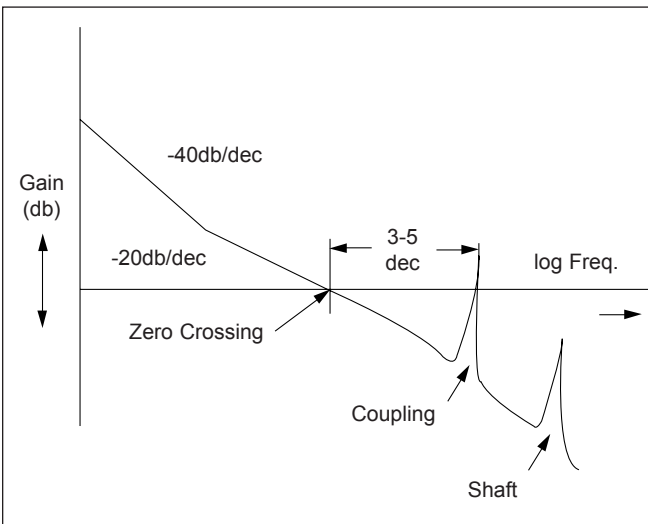 -40db/dec
Gain
(db)
-20db/dec
3-5
dec
log Freq.
Zero Crossing
Coupling
Shaft